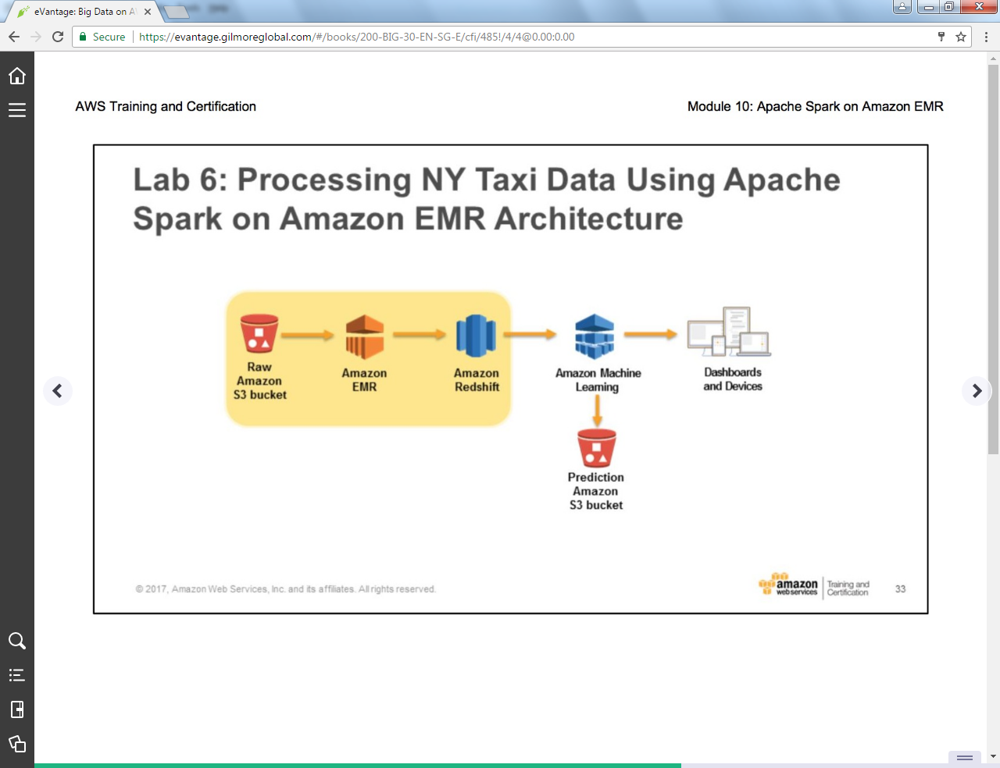 eVantage: Big Data on A
Secure
https://evantage.gilmoreglobal.com/#/books/200-BIG-30-EN-SG-E/cfi/485!/4/4@0.00:0.00
AWS Training and Certification
Module 10: Apache Spark on Amazon EMR
Lab 6: Processing NY Taxi Data Using Apache
Spark on Amazon EMR Architecture
Raw
Amazon
S3 bucket
Amazon
EMR
Amazon
Redshift
Amazon Machine
Learning
Dashboards
and Devices
Prediction
Amazon
S3 bucket
© 2017, Amazon Web Services, Inc. and its affiliates. All rights reserved.
amazon
webservices
Training and
Certification
33